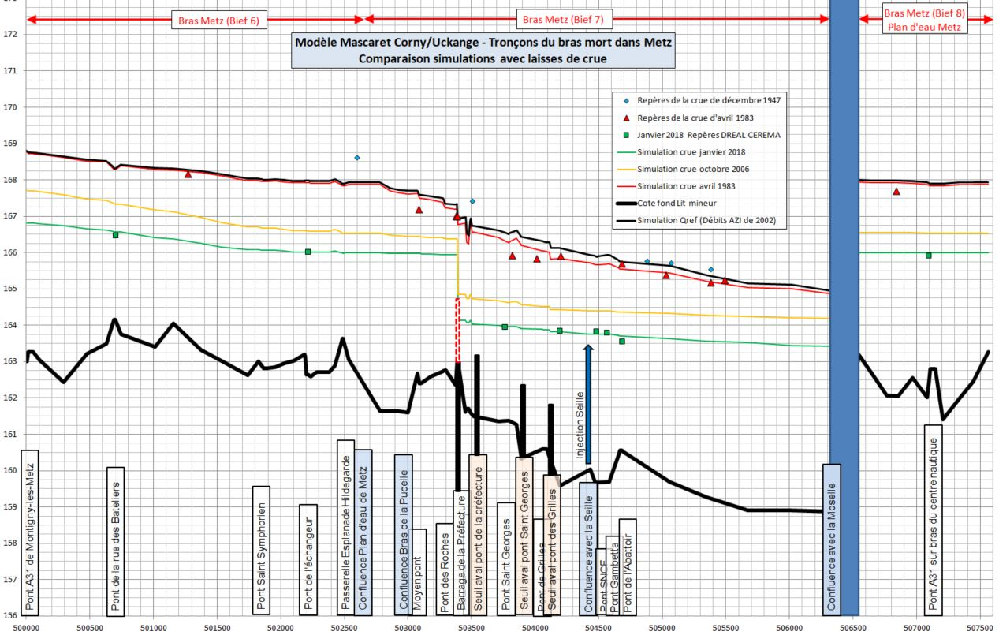 Bras Metz (Bief 6)
Bras Metz (Bief 7)
Bras Metz (Bief 8)
Plan d'eau Metz
Modèle Mascaret Corny/Uckange - Tronçons du bras mort dans Metz
Comparaison simulations avec laisses de crue
172
171
170
169
168
167
166
165
164
163
162
161
160
159
158
157
156
Repères de la crue de décembre 1947
Repères de la crue d'avril 1983
Janvier 2018 Repères DREAL CEREMA
Simulation crue janvier 2018
Simulation crue octobre 2006
Simulation crue avril 1983
Cote fond Lit mineur
Simulation Qref (Débits AZI de 2002)
Injection Seille
Pont A31 de Montigny-les-Metz
Pont de la rue des Bateliers
Pont Saint Symphorien
Pont de l'échangeur
Passerelle Esplanade Hildegarde
Confluence Plan d'eau de Metz
Confluence Bras de la Pucelle
Moyen pont
Pont des Roches
Barrage de la Préfecture
Seuil aval pont de la préfecture
Pont Saint Georges
Seuil aval pont Saint Georges
Pont de Grilles
Seuil aval pont des Grilles
Confluence avec la Seille
Pont SNCF
Pont Gambetta
Pont de l'Abattoir
Confluence avec la Moselle
Pont A31 sur bras du centre nautique
500000
500500
501000
501500
502000
502500
503000
503500
504000
504500
505000
505500
506000
506500
507000
507500